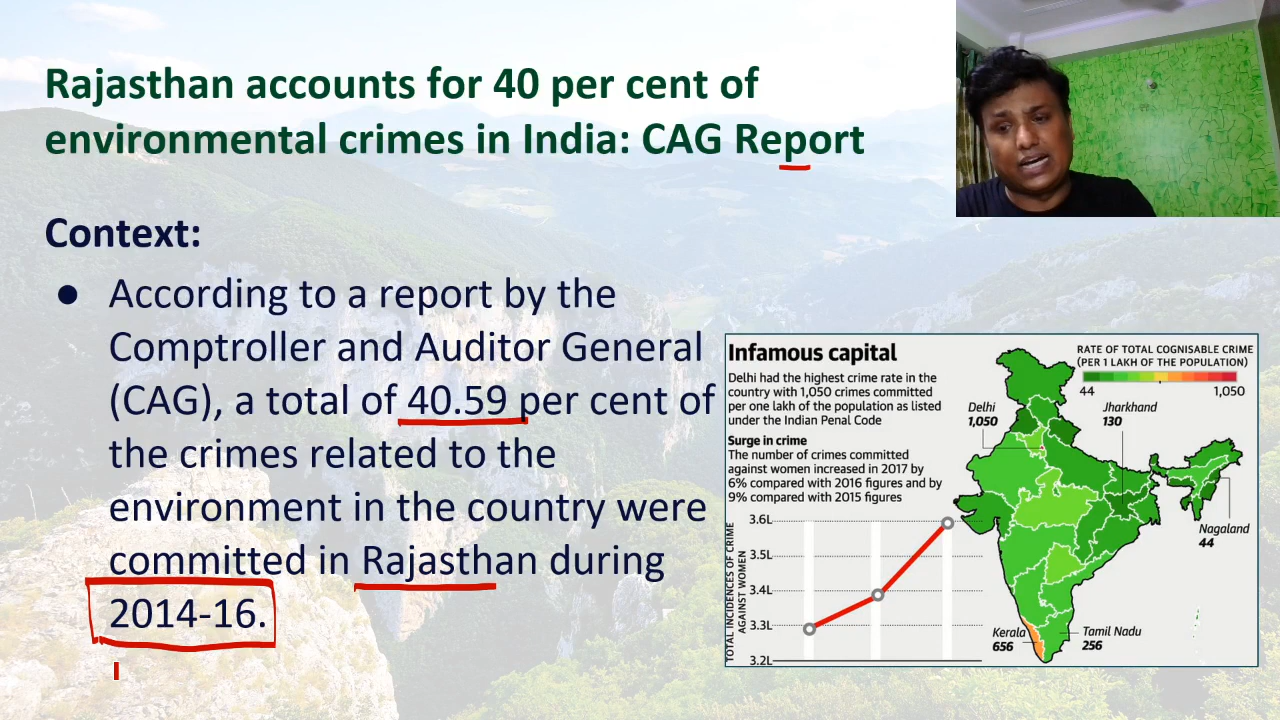 Rajasthan accounts for 40 per cent of
environmental crimes in India: CAG Report
Context:
● According to a report by the
Comptroller and Auditor General
(CAG), a total of 40.59 per cent of
the crimes related to the
environment in the country were
committed in Rajasthan during
2014-16.
Infamous capital
Delhi had the highest crime rate in the
country with 1,050 crimes committed
per one lakh of the population as listed
under the Indian Penal Code
Surge in crime
The number of crimes committed
against women increased in 2017 by
6% compared with 2016 figures and by
9% compared with 2015 figures
TOTAL INCIDENCES OF CRIME
AGAINST WOMEN
3.6L
3.5L
3.4L
3.3L
3.2L
RATE OF TOTAL COGNISABLE CRIME
(PER 1 LAKH OF THE POPULATION)
44 1,050
Delhi
1,050
Jharkhand
130
Nagaland
44
Kerala
656
Tamil Nadu
256